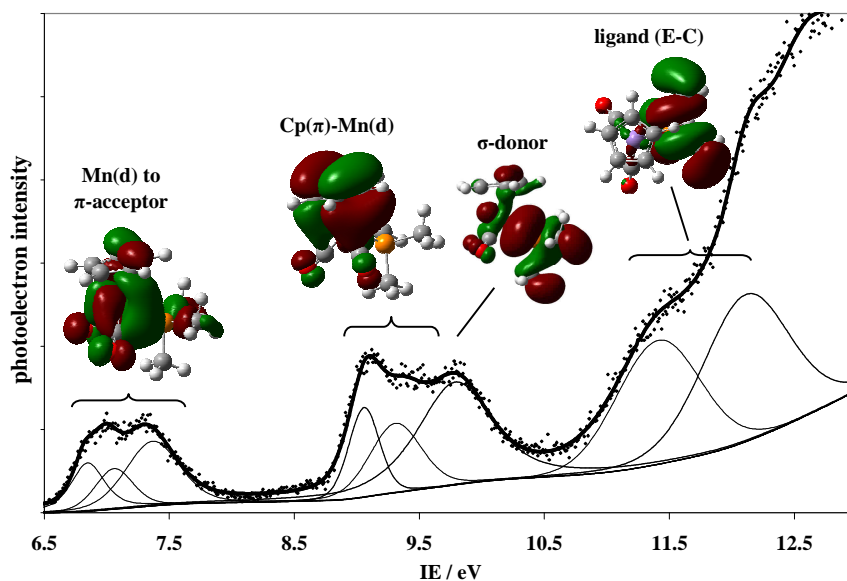 ligand (E-C)
Cp(π)-Mn(d)
σ-donor
Mn(d) to
π-acceptor
photoelectron intensity
6.5 7.5 8.5 9.5 10.5 11.5 12.5
IE / eV